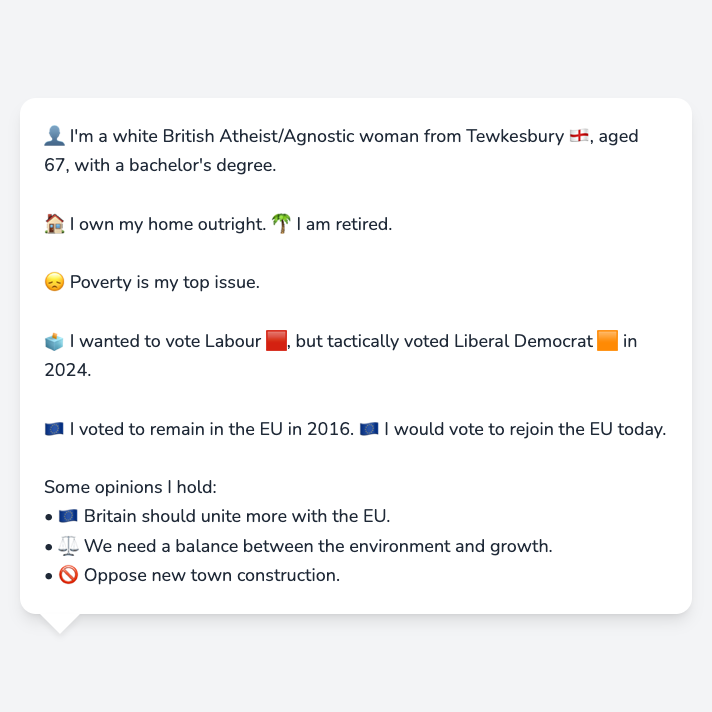 👤 I'm a white British Atheist/Agnostic woman from Tewkesbury 🏴󠁧󠁢󠁥󠁮󠁧󠁿, aged
67, with a bachelor's degree.
🏠 I own my home outright. 🌴 I am retired.
😞 Poverty is my top issue.
🗳️ I wanted to vote Labour 🟥, but tactically voted Liberal Democrat 🟧 in
2024.
🇪🇺 I voted to remain in the EU in 2016. 🇪🇺 I would vote to rejoin the EU today.
Some opinions I hold:
• 🇪🇺 Britain should unite more with the EU.
• ⚖️ We need a balance between the environment and growth.
• 🚫 Oppose new town construction.